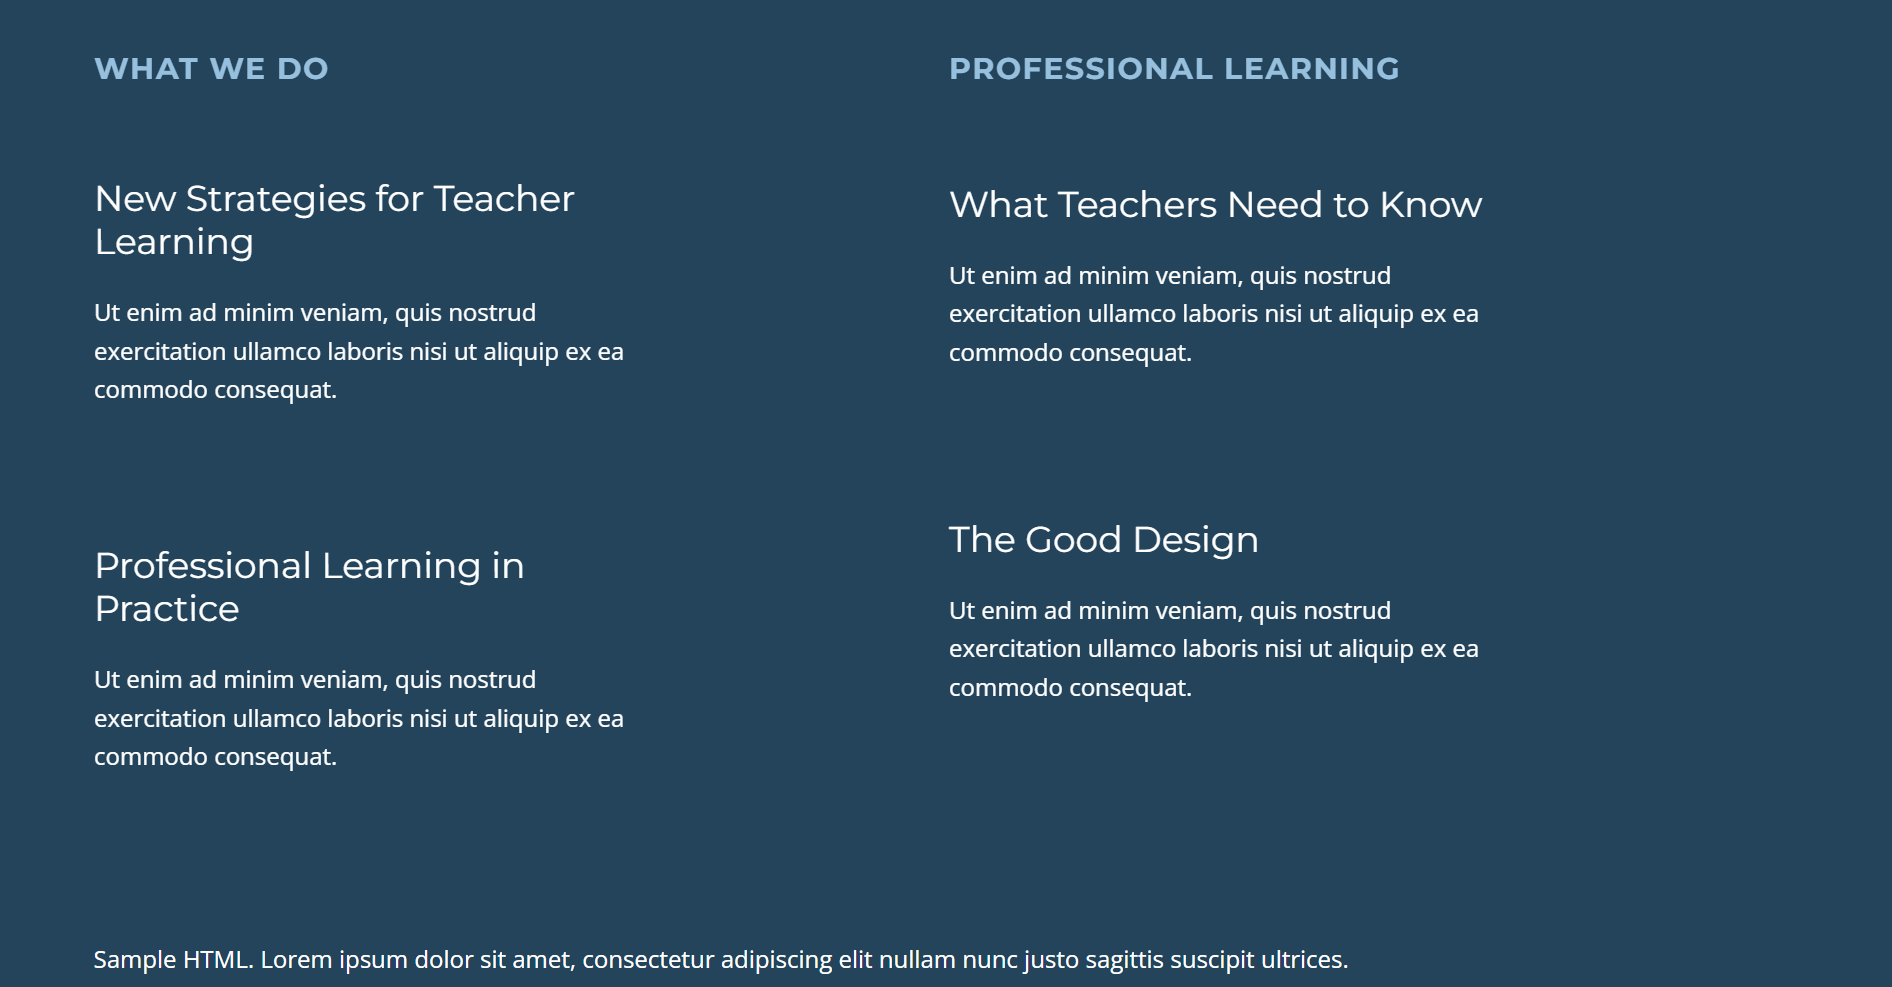 WHAT WE DO
New Strategies for Teacher
Learning
Ut enim ad minim veniam, quis nostrud
exercitation ullamco laboris nisi ut aliquip ex ea
commodo consequat.
Professional Learning in
Practice
Ut enim ad minim veniam, quis nostrud
exercitation ullamco laboris nisi ut aliquip ex ea
commodo consequat.
PROFESSIONAL LEARNING
What Teachers Need to Know
Ut enim ad minim veniam, quis nostrud
exercitation ullamco laboris nisi ut aliquip ex ea
commodo consequat.
The Good Design
Ut enim ad minim veniam, quis nostrud
exercitation ullamco laboris nisi ut aliquip ex ea
commodo consequat.
Sample HTML. Lorem ipsum dolor sit amet, consectetur adipiscing elit nullam nunc justo sagittis suscipit ultrices.